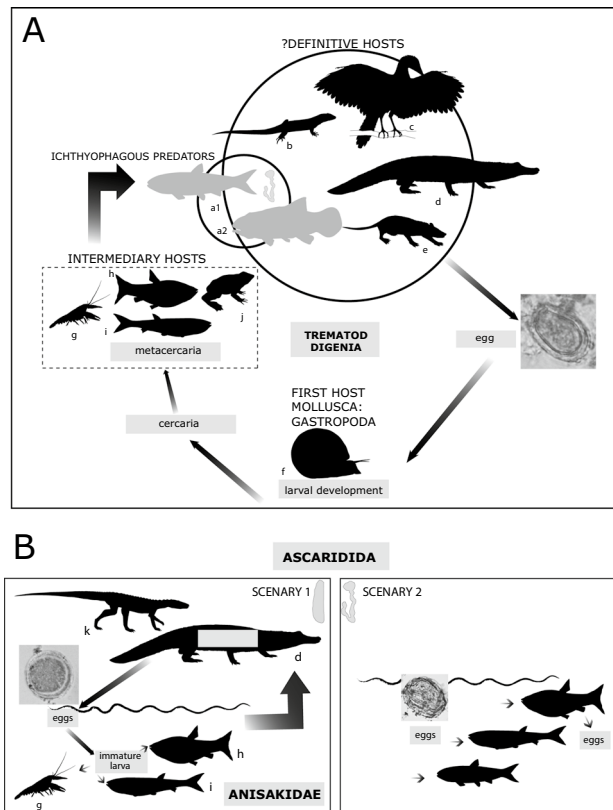 A
?DEFINITIVE HOSTS
c
b
ICHTHYOPHAGOUS PREDATORS
d
a1
a2
e
INTERMEDIARY HOSTS
h
j
g
i
metacercaria
TREMATOD
DIGENIA
egg
FIRST HOST
MOLLUSCA:
GASTROPODA
cercaria
f
larval development
B
ASCARIDIDA
SCENARY 1
SCENARY 2
k
d
eggs
immature
larva
h
g
i
ANISAKIDAE
eggs
eggs